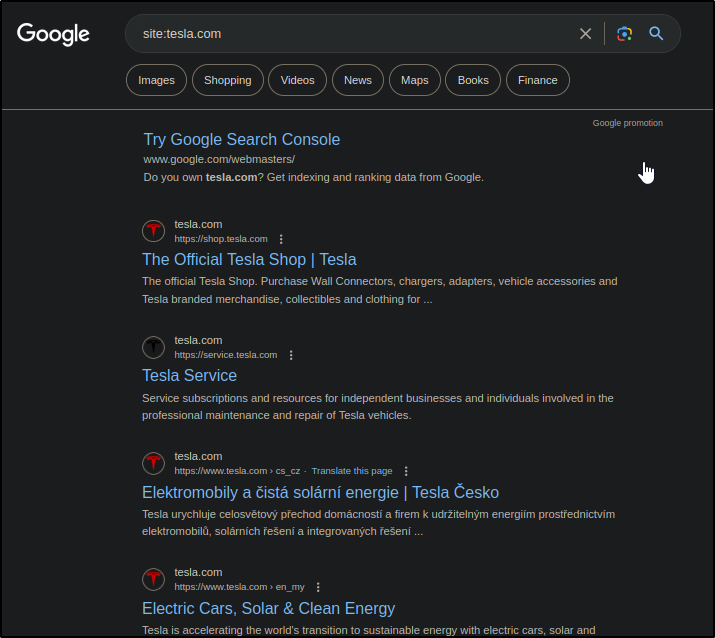 Google
site:tesla.com
Images
Shopping
Videos
News
Maps
Books
Finance
Google promotion
Try Google Search Console
www.google.com/webmasters/
Do you own tesla.com? Get indexing and ranking data from Google.
tesla.com
https://shop.tesla.com
The Official Tesla Shop | Tesla
The official Tesla Shop. Purchase Wall Connectors, chargers, adapters, vehicle accessories and
Tesla branded merchandise, collectibles and clothing for ...
tesla.com
https://service.tesla.com
Tesla Service
Service subscriptions and resources for independent businesses and individuals involved in the
professional maintenance and repair of Tesla vehicles.
tesla.com
https://www.tesla.com › cs_cz · Translate this page
Elektromobily a čistá solární energie | Tesla Česko
Tesla urychluje celosvětový přechod domácností a firem k udržitelným energiím prostřednictvím
elektromobilů, solárních řešení a integrovaných řešení ...
tesla.com
https://www.tesla.com › en_my
Electric Cars, Solar & Clean Energy
Tesla is accelerating the world's transition to sustainable energy with electric cars, solar and